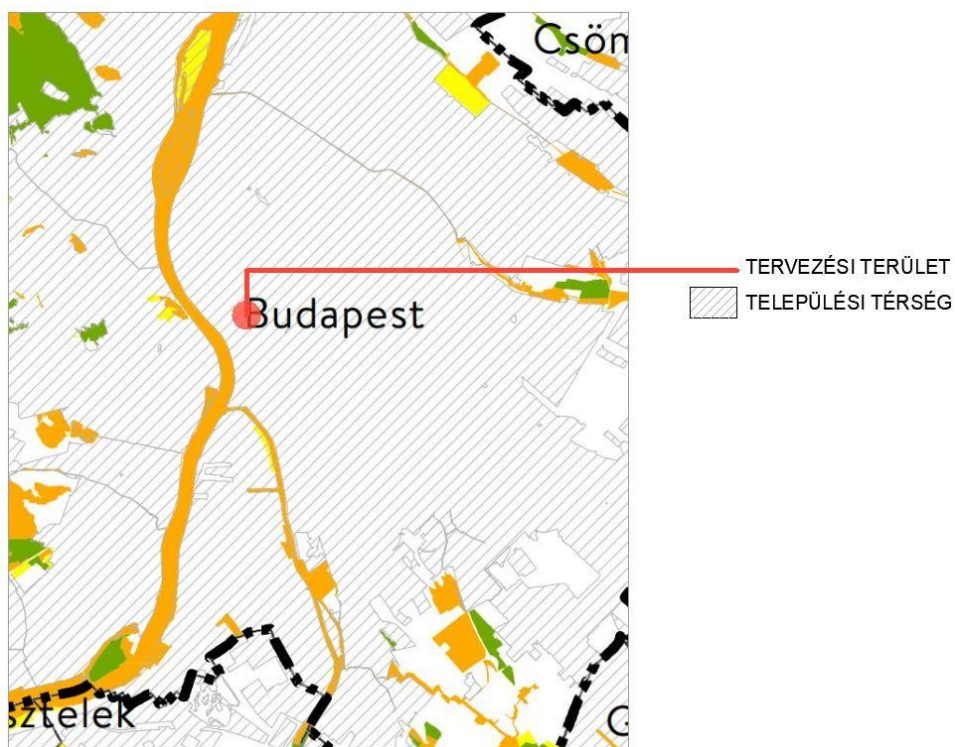 Csöm
TERVEZÉSI TERÜLET
TELEPÜLÉSI TÉRSÉG
Budapest
sztelek
G